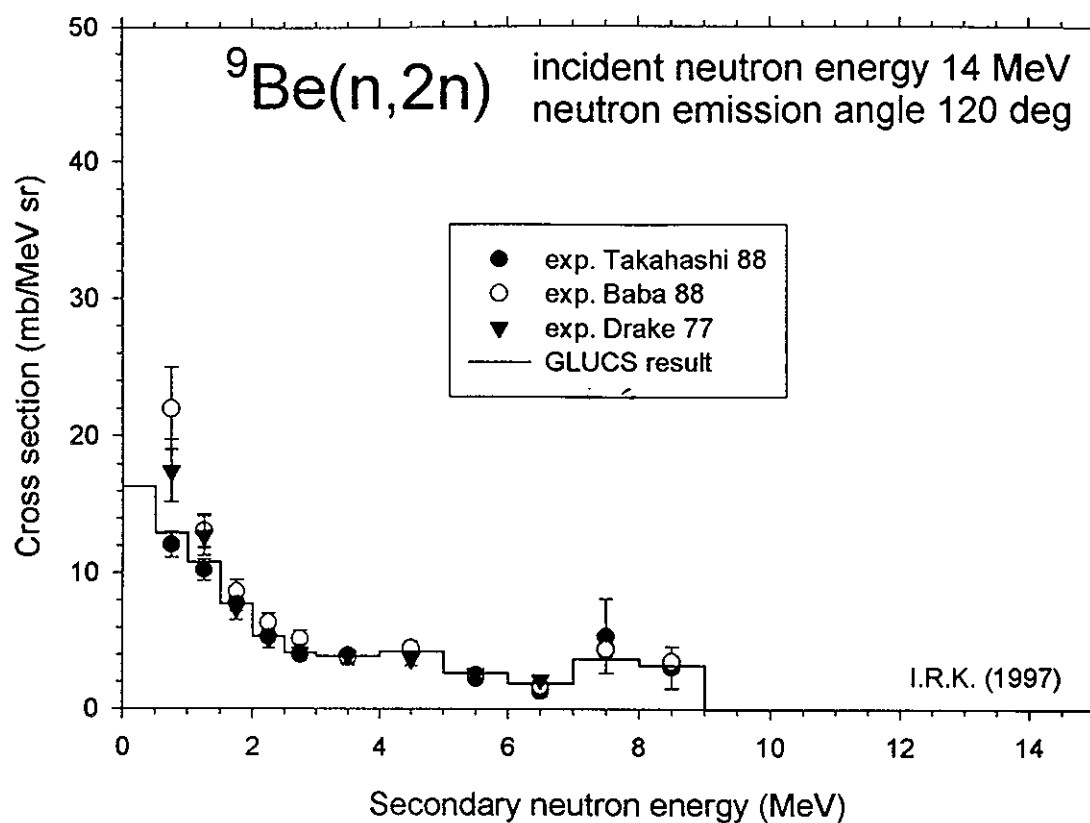 ⁹Be(n,2n)
incident neutron energy 14 MeV
neutron emission angle 120 deg
exp. Takahashi 88
exp. Baba 88
exp. Drake 77
GLUCS result
I.R.K. (1997)
Cross section (mb/MeV sr)
50
40
30
20
10
0
0 2 4 6 8 10 12 14
Secondary neutron energy (MeV)